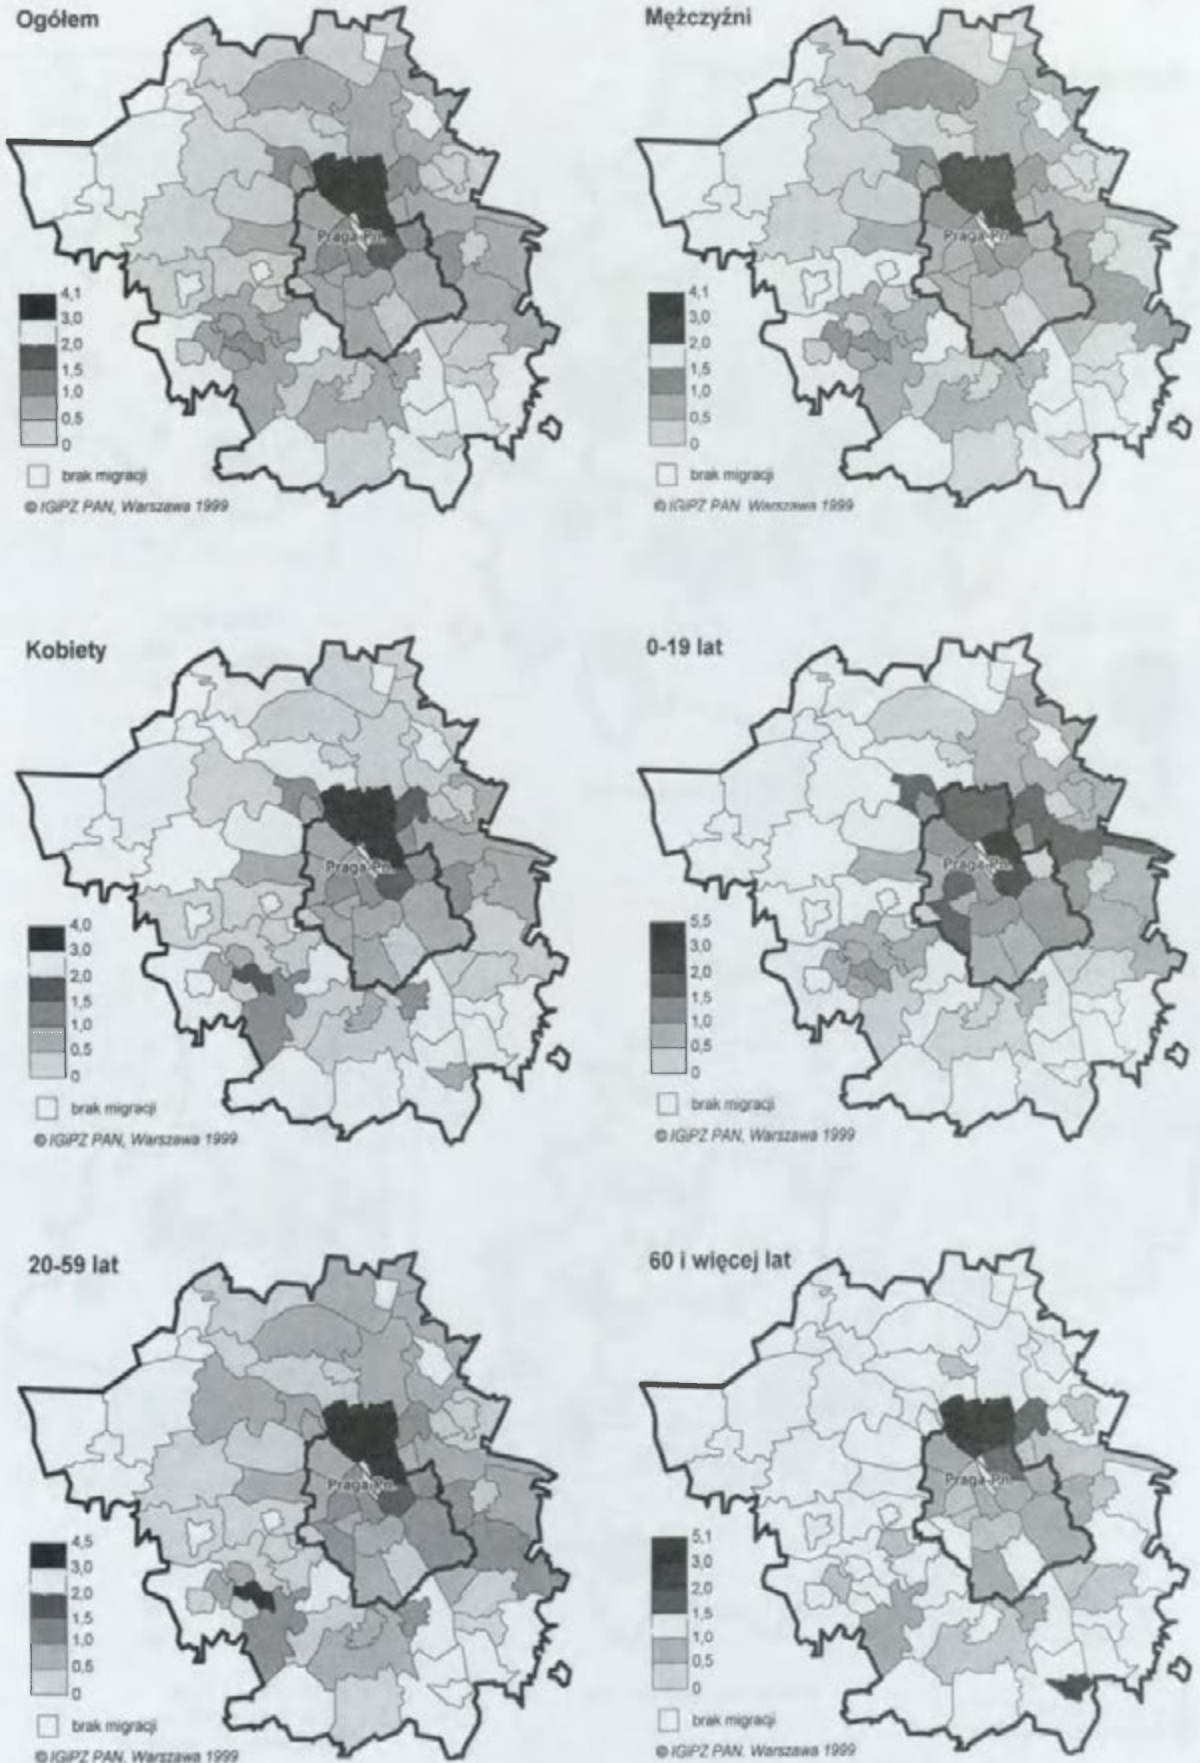 Ogółem
Praga-Pn.
4,1
3,0
2,0
1,5
1,0
0,5
0
brak migracji
© IGiPZ PAN, Warszawa 1999
Mężczyźni
Praga-Pn.
4,1
3,0
2,0
1,5
1,0
0,5
0
brak migracji
© IGiPZ PAN, Warszawa 1999
Kobiety
Praga-Pn.
4,0
3,0
2,0
1,5
1,0
0,5
0
brak migracji
© IGiPZ PAN, Warszawa 1999
0-19 lat
Praga-Pn.
5,5
3,0
2,0
1,5
1,0
0,5
0
brak migracji
© IGiPZ PAN, Warszawa 1999
20-59 lat
Praga-Pn.
4,5
3,0
2,0
1,5
1,0
0,5
0
brak migracji
© IGiPZ PAN, Warszawa 1999
60 i więcej lat
Praga-Pn.
5,1
3,0
2,0
1,5
1,0
0,5
0
brak migracji
© IGiPZ PAN, Warszawa 1999